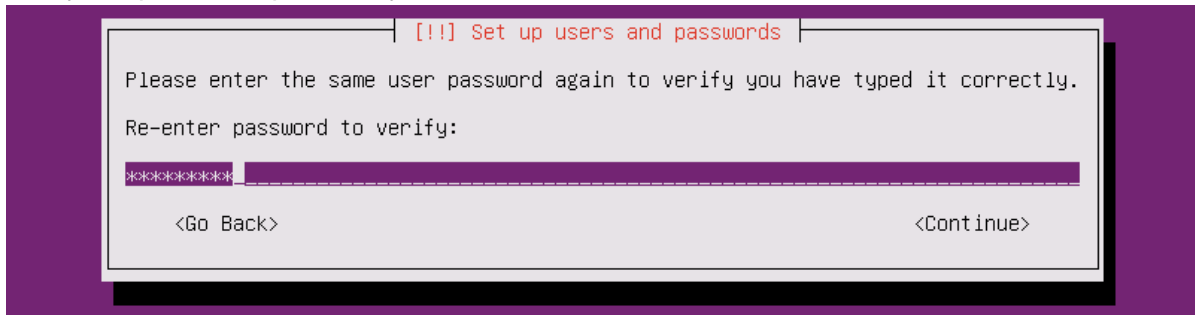 [!!] Set up users and passwords
Please enter the same user password again to verify you have typed it correctly.
Re-enter password to verify:
*********
<Go Back> <Continue>